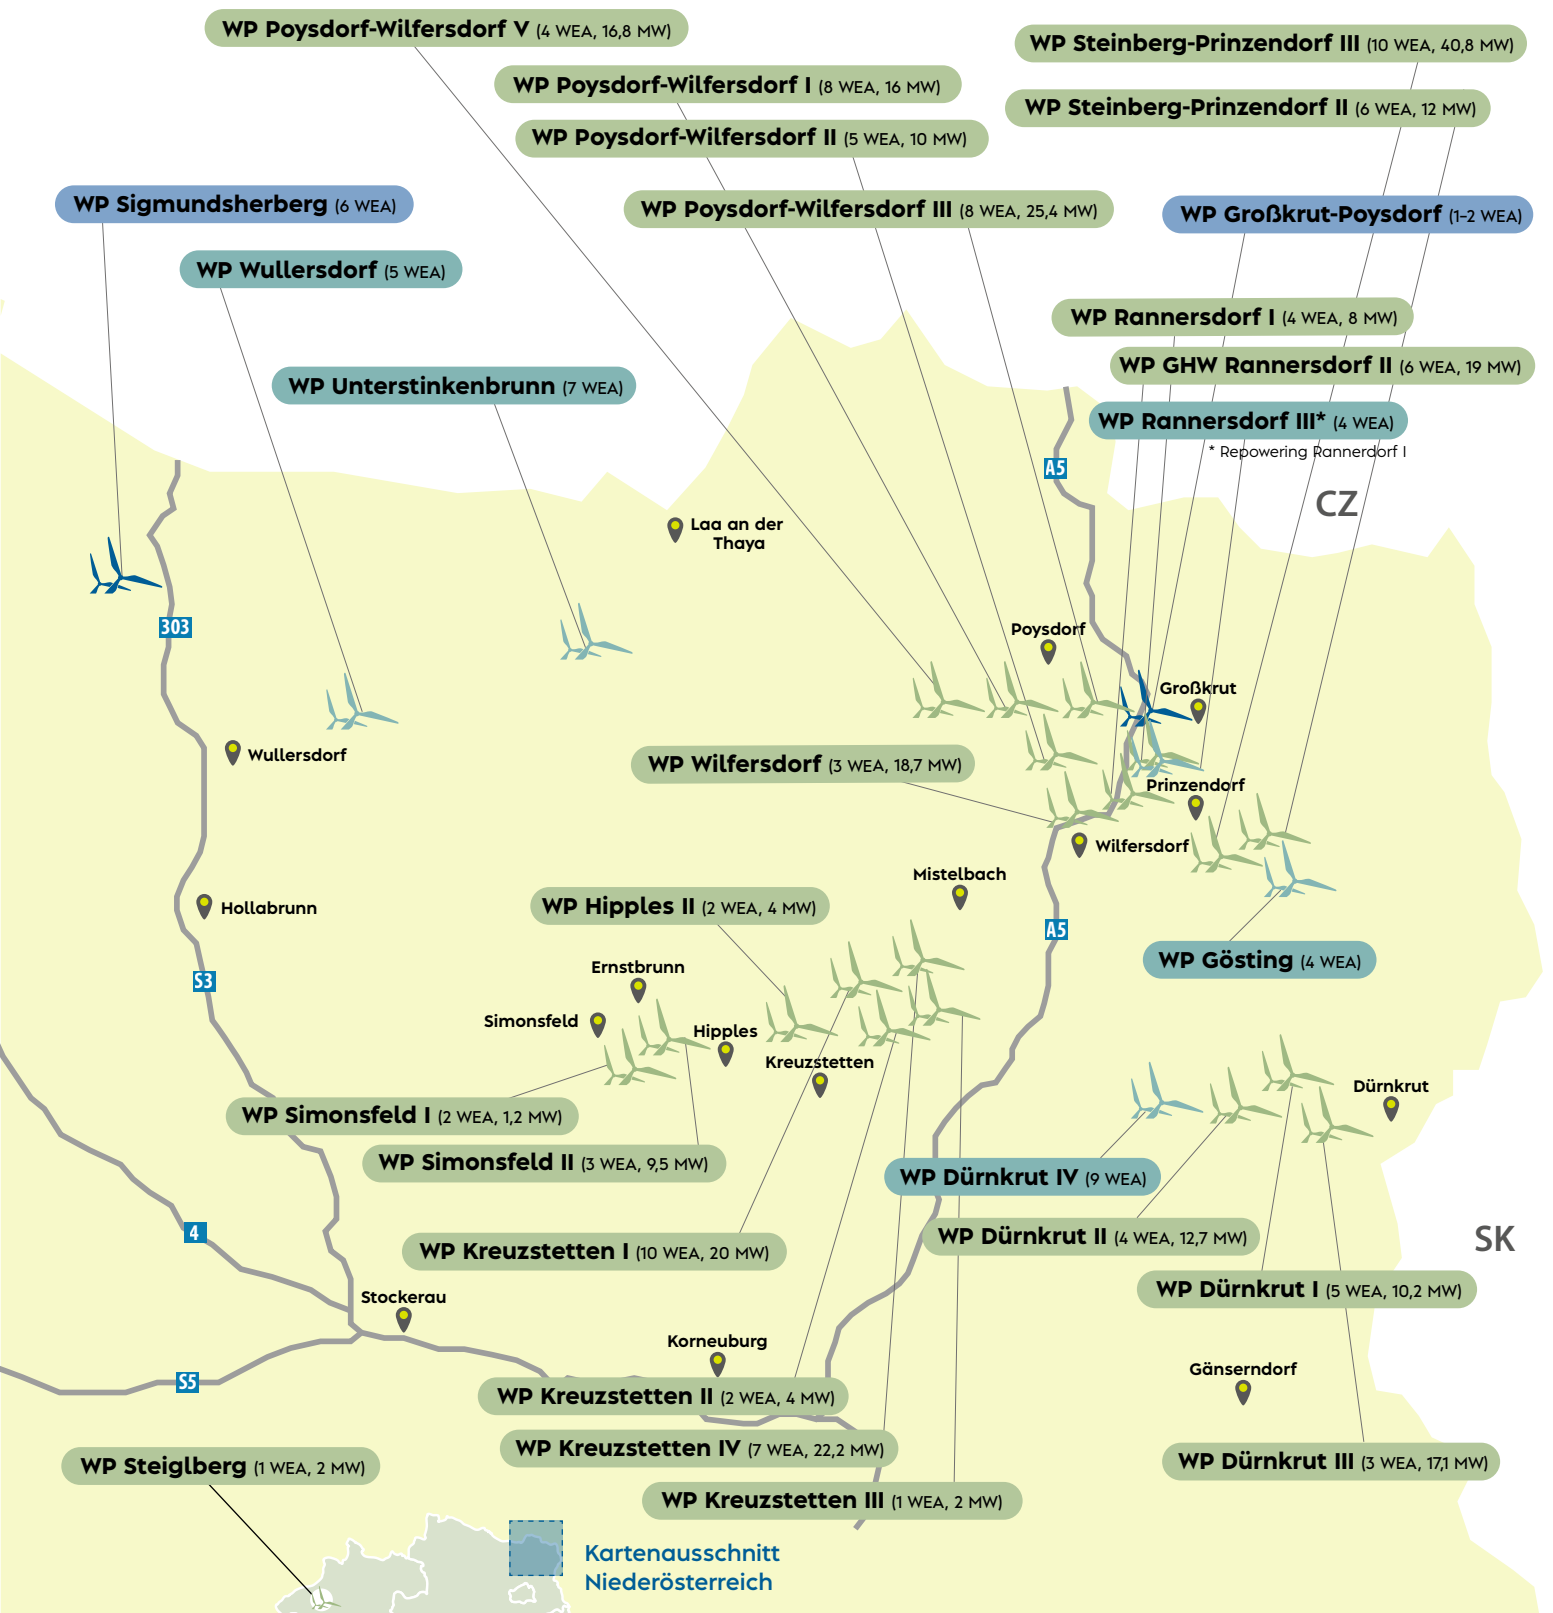 WP Poysdorf-Wilfersdorf V (4 WEA, 16,8 MW)
WP Steinberg-Prinzendorf III (10 WEA, 40,8 MW)
WP Poysdorf-Wilfersdorf I (8 WEA, 16 MW)
WP Steinberg-Prinzendorf II (6 WEA, 12 MW)
WP Poysdorf-Wilfersdorf II (5 WEA, 10 MW)
WP Sigmundsherberg (6 WEA)
WP Poysdorf-Wilfersdorf III (8 WEA, 25,4 MW)
WP Großkrut-Poysdorf (1–2 WEA)
WP Wullersdorf (5 WEA)
WP Rannersdorf I (4 WEA, 8 MW)
WP GHW Rannersdorf II (6 WEA, 19 MW)
WP Unterstinkenbrunn (7 WEA)
WP Rannersdorf III* (4 WEA)
* Repowering Rannerdorf I
A5
CZ
Laa an der
Thaya
303
Poysdorf
Großkrut
Wullersdorf
WP Wilfersdorf (3 WEA, 18,7 MW)
Prinzendorf
Wilfersdorf
Mistelbach
Hollabrunn
WP Hipples II (2 WEA, 4 MW)
A5
WP Gösting (4 WEA)
Ernstbrunn
S3
Simonsfeld
Hipples
Kreuzstetten
Dürnkrut
WP Simonsfeld I (2 WEA, 1,2 MW)
WP Simonsfeld II (3 WEA, 9,5 MW)
WP Dürnkrut IV (9 WEA)
4
WP Dürnkrut II (4 WEA, 12,7 MW)
SK
WP Kreuzstetten I (10 WEA, 20 MW)
WP Dürnkrut I (5 WEA, 10,2 MW)
Stockerau
Korneuburg
Gänserndorf
S5
WP Kreuzstetten II (2 WEA, 4 MW)
WP Kreuzstetten IV (7 WEA, 22,2 MW)
WP Dürnkrut III (3 WEA, 17,1 MW)
WP Steiglberg (1 WEA, 2 MW)
WP Kreuzstetten III (1 WEA, 2 MW)
Kartenausschnitt
Niederösterreich